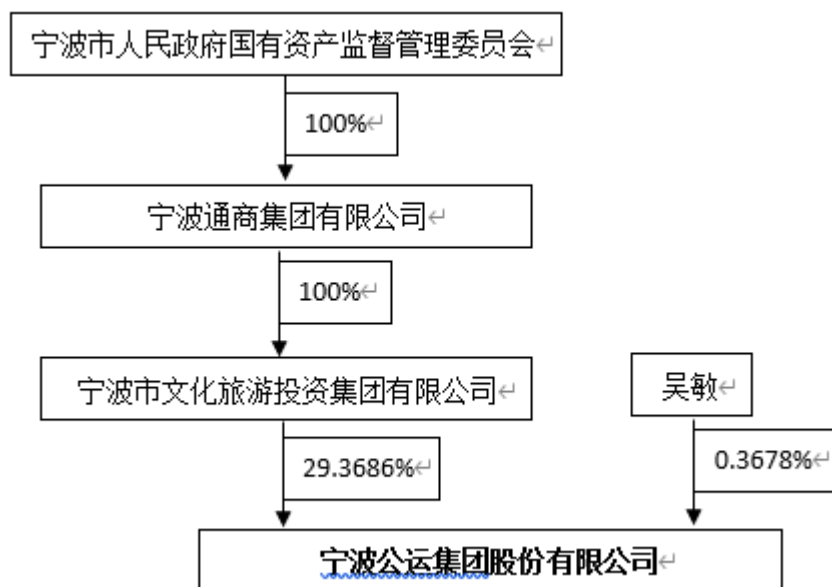 宁波市人民政府国有资产监督管理委员会
100%
宁波通商集团有限公司
100%
宁波市文化旅游投资集团有限公司
吴敏
29.3686%
0.3678%
宁波公运集团股份有限公司